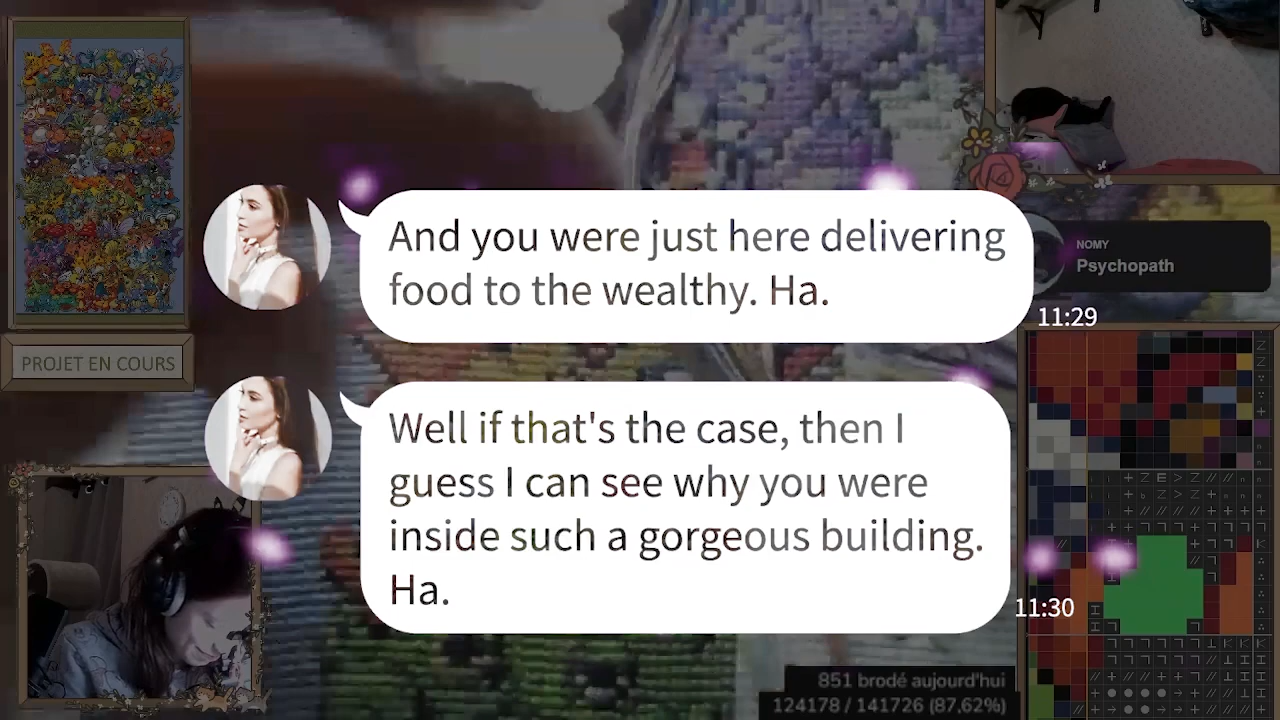 And you were just here delivering
food to the wealthy. Ha.
11:29
Well if that's the case, then I
guess I can see why you were
inside such a gorgeous building.
Ha.
11:30
NOMY
Psychopath
PROJET EN COURS
851 brodé aujourd'hui
124178 / 141726 (87,62%)